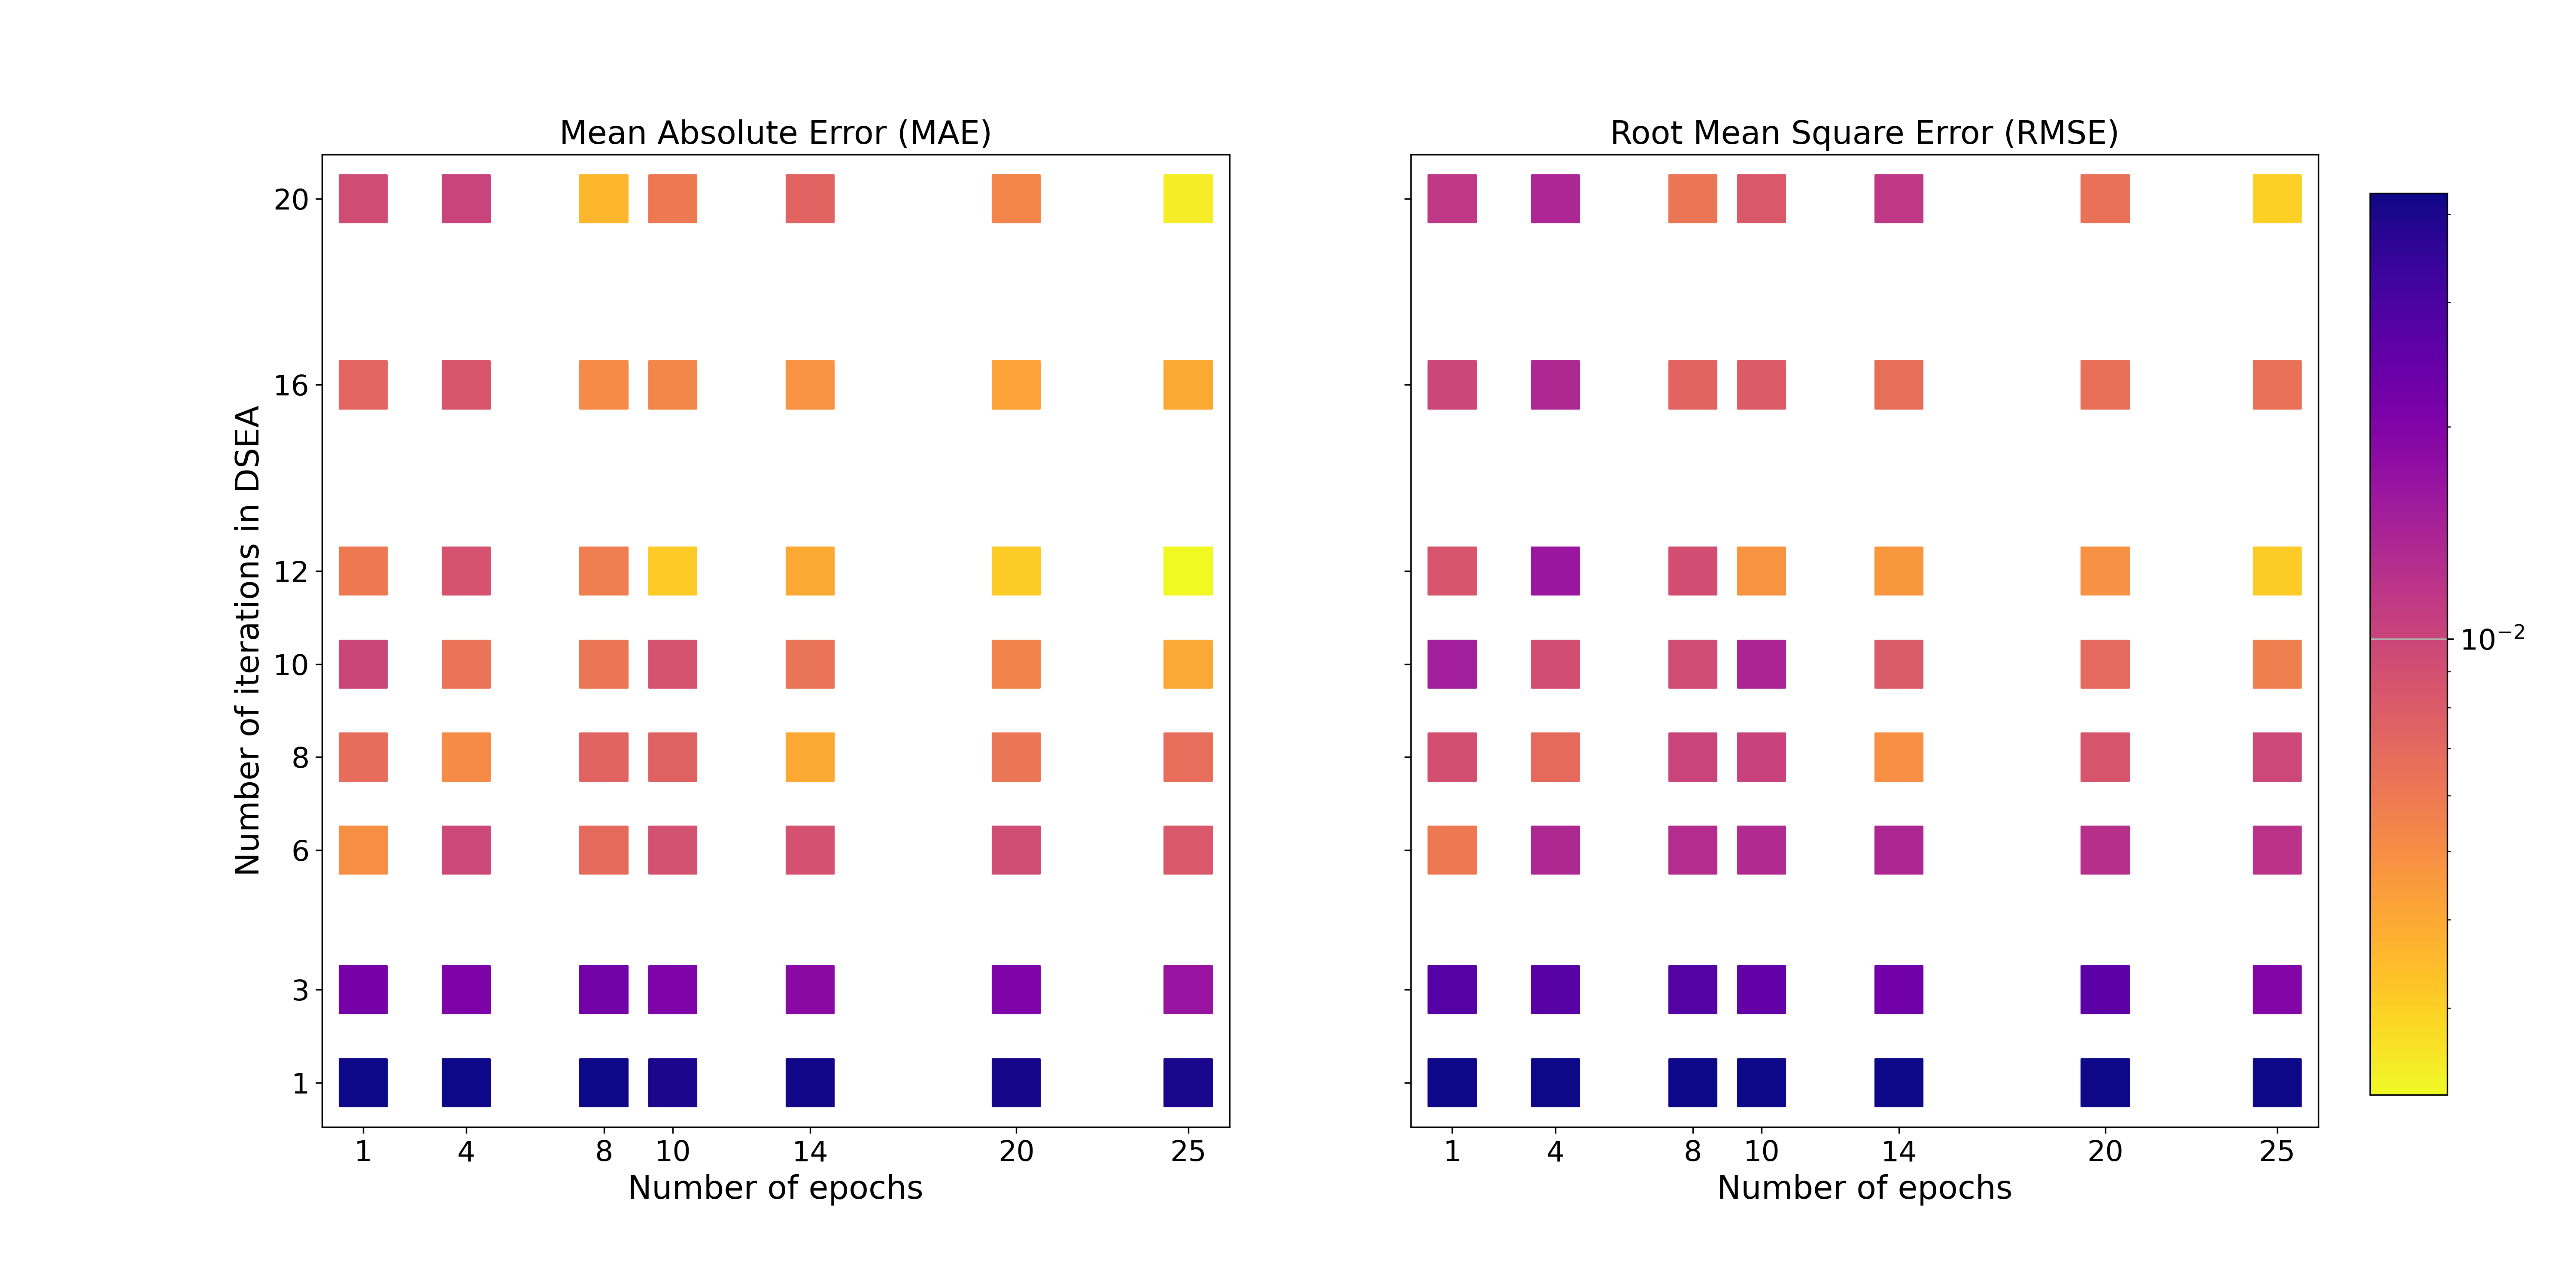 Mean Absolute Error (MAE)
Root Mean Square Error (RMSE)
Number of iterations in DSEA
20
16
12
10
8
6
3
1
1 4 8 10 14 20 25
Number of epochs
1 4 8 10 14 20 25
Number of epochs
10⁻²